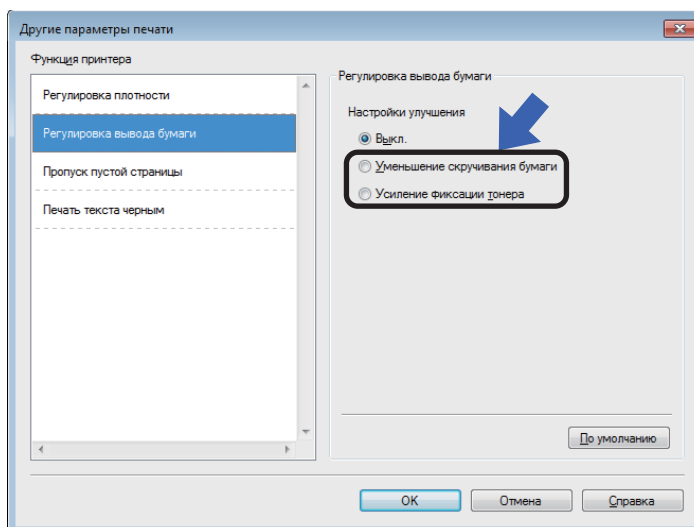 Другие параметры печати
Функция принтера
Регулировка плотности
Регулировка вывода бумаги
Пропуск пустой страницы
Печать текста черным
Регулировка вывода бумаги
Настройки улучшения
Выкл.
Уменьшение скручивания бумаги
Усиление фиксации тонера
По умолчанию
OK
Отмена
Справка